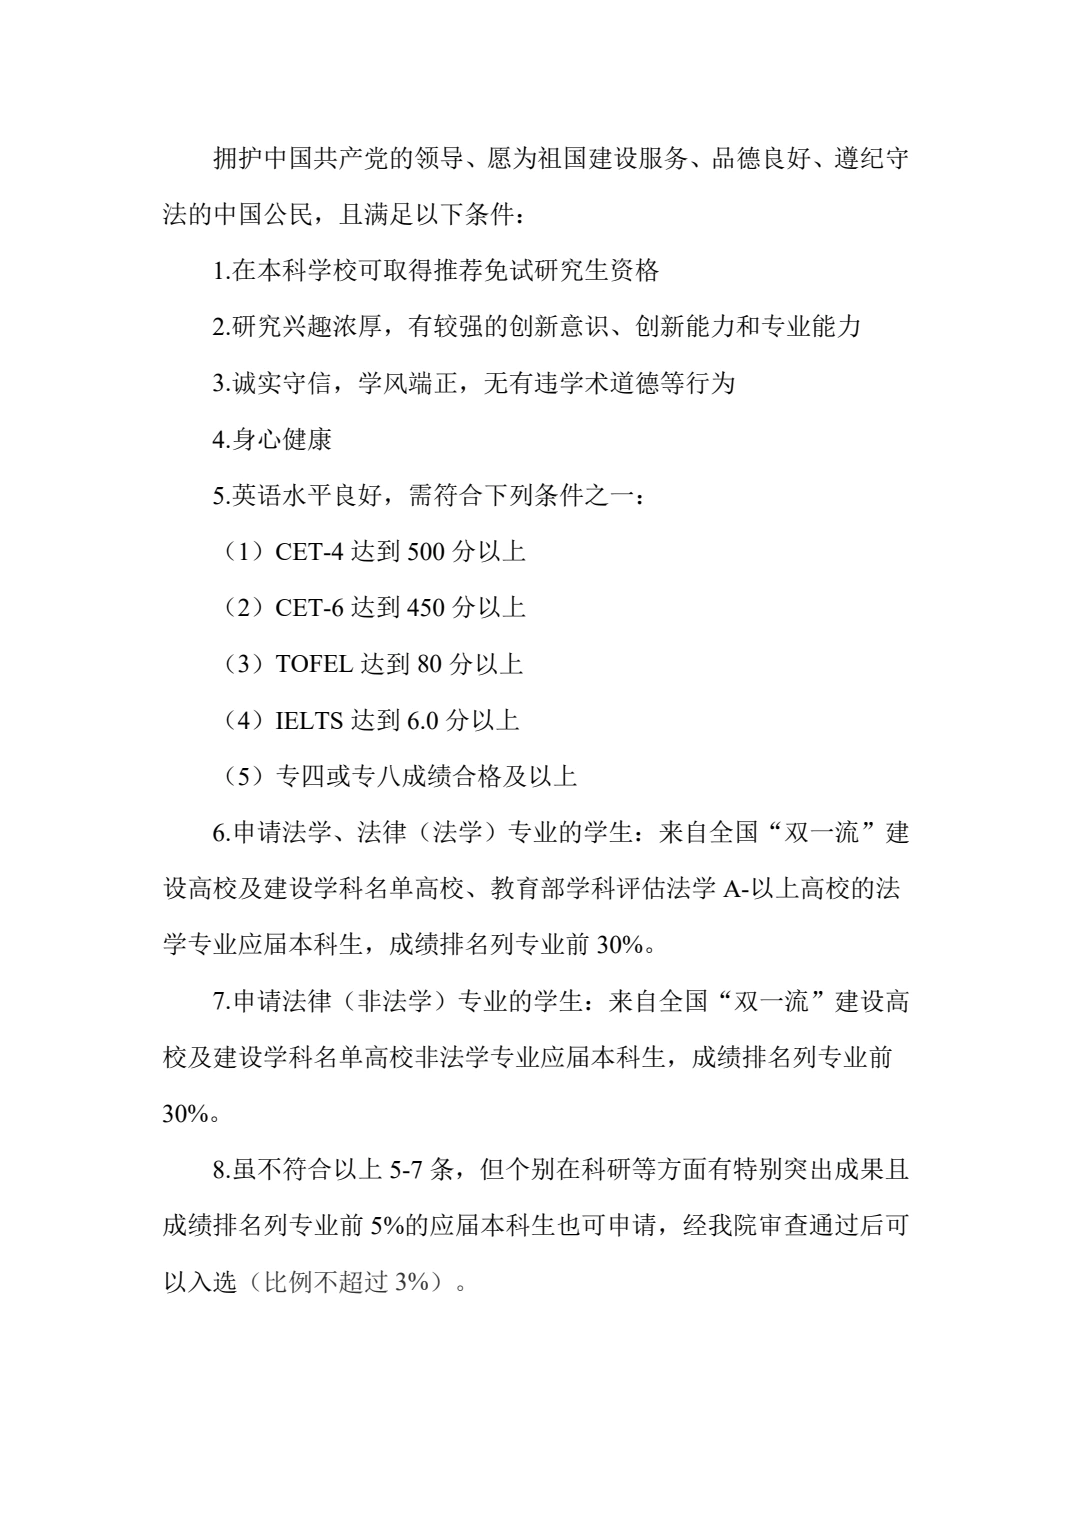 拥护中国共产党的领导、愿为祖国建设服务、品德良好、遵纪守
法的中国公民，且满足以下条件：
1.在本科学校可取得推荐免试研究生资格
2.研究兴趣浓厚，有较强的创新意识、创新能力和专业能力
3.诚实守信，学风端正，无有违学术道德等行为
4.身心健康
5.英语水平良好，需符合下列条件之一：
（1）CET-4 达到 500 分以上
（2）CET-6 达到 450 分以上
（3）TOFEL 达到 80 分以上
（4）IELTS 达到 6.0 分以上
（5）专四或专八成绩合格及以上
6.申请法学、法律（法学）专业的学生：来自全国“双一流”建
设高校及建设学科名单高校、教育部学科评估法学 A-以上高校的法
学专业应届本科生，成绩排名列专业前 30%。
7.申请法律（非法学）专业的学生：来自全国“双一流”建设高
校及建设学科名单高校非法学专业应届本科生，成绩排名列专业前
30%。
8.虽不符合以上 5-7 条，但个别在科研等方面有特别突出成果且
成绩排名列专业前 5%的应届本科生也可申请，经我院审查通过后可
以入选（比例不超过 3%）。